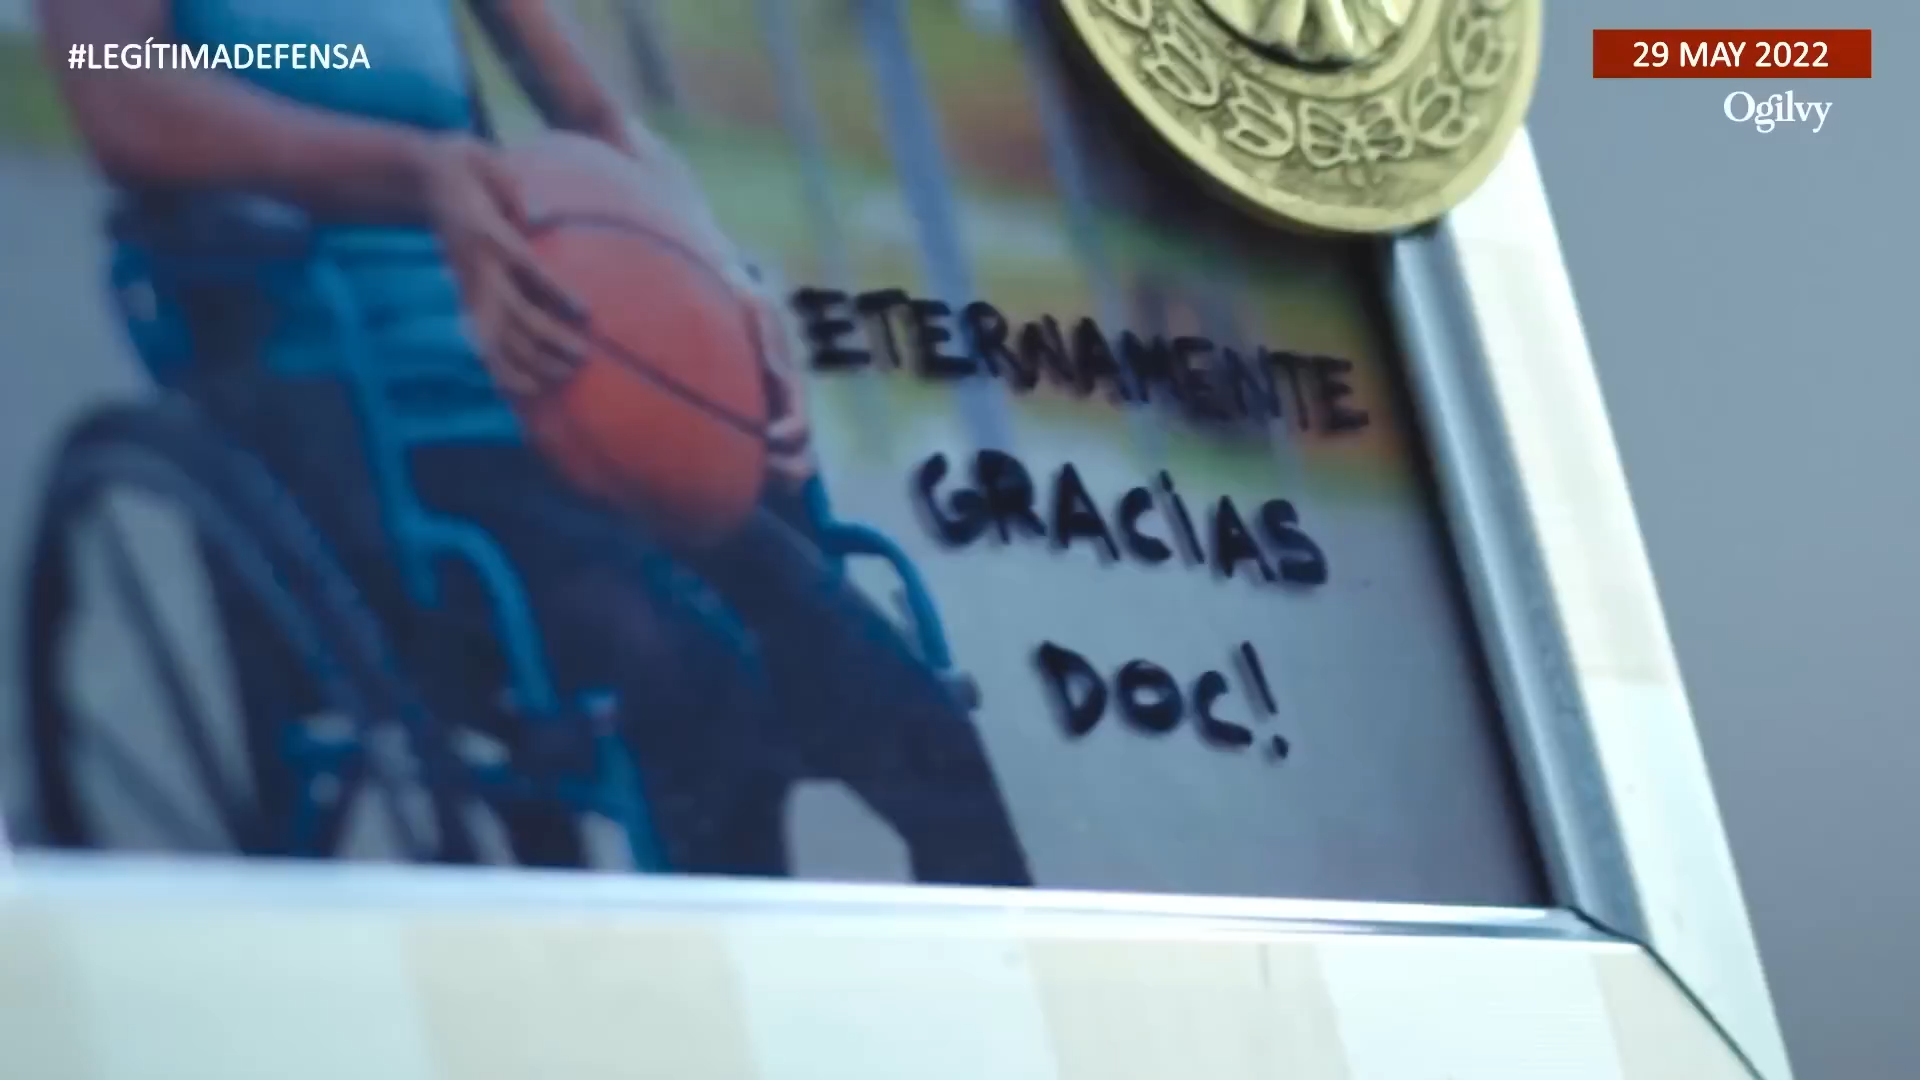 #LEGÍTIMADEFENSA
29 MAY 2022
Ogilvy
ETERNAMENTE
GRACIAS
DOC!